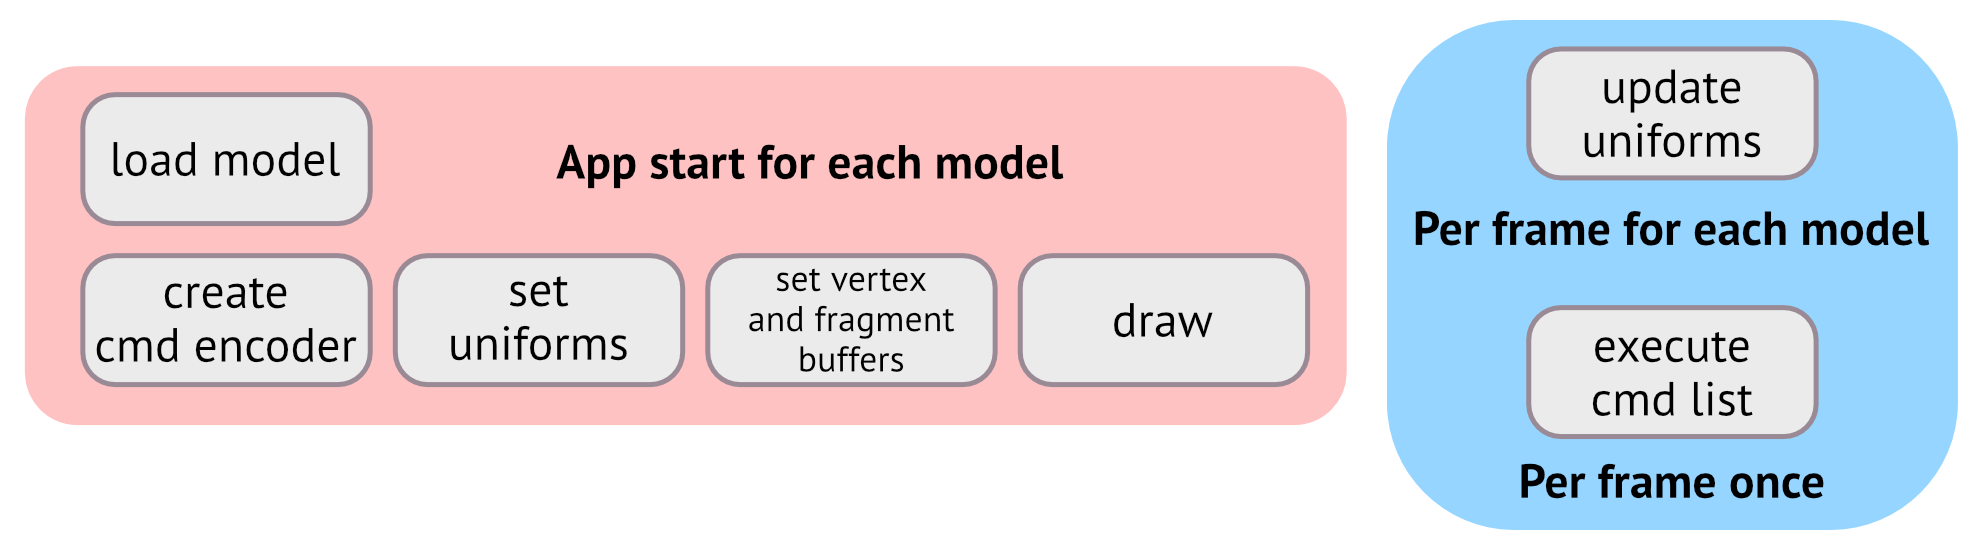 load model
App start for each model
create
cmd encoder
set
uniforms
set vertex
and fragment
buffers
draw
update
uniforms
Per frame for each model
execute
cmd list
Per frame once